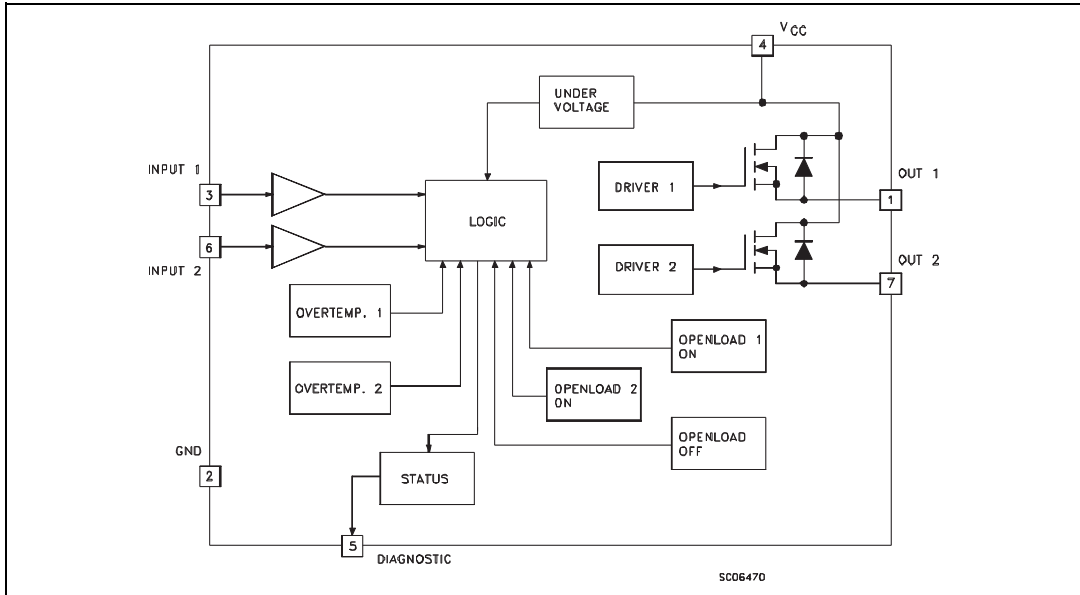 V CC
4
UNDER
VOLTAGE
INPUT 1
3
DRIVER 1
OUT 1
1
LOGIC
6
INPUT 2
DRIVER 2
OUT 2
7
OVERTEMP. 1
OPENLOAD 1
ON
OVERTEMP. 2
OPENLOAD 2
ON
OPENLOAD
OFF
GND
2
STATUS
5
DIAGNOSTIC
SC06470